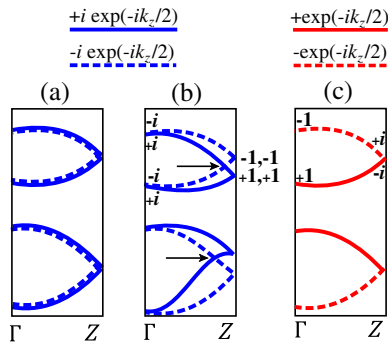 +i exp(-ik_z/2)
+exp(-ik_z/2)
-i exp(-ik_z/2)
-exp(-ik_z/2)
(a)
(b)
(c)
-i
+i
-i
+i
-1,-1
+1,+1
-1
+1
+i
-i
Γ
Z
Γ
Z
Γ
Z